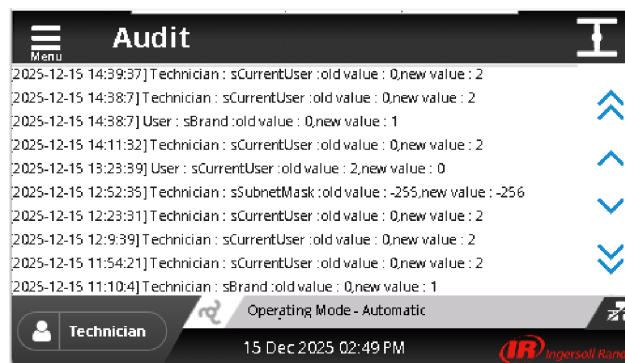 Menu
Audit
2025-12-15 14:39:37] Technician : sCurrentUser :old value : 0,new value : 2
2025-12-15 14:38:7] Technician : sCurrentUser :old value : 0,new value : 2
2025-12-15 14:38:7] User : sBrand :old value : 0,new value : 1
2025-12-15 14:11:32] Technician : sCurrentUser :old value : 0,new value : 2
2025-12-15 13:23:39] User : sCurrentUser :old value : 2,new value : 0
2025-12-15 12:52:35] Technician : sSubnetMask :old value : -255,new value : -256
2025-12-15 12:23:31] Technician : sCurrentUser :old value : 0,new value : 2
2025-12-15 12:9:39] Technician : sCurrentUser :old value : 0,new value : 2
2025-12-15 11:54:21] Technician : sCurrentUser :old value : 0,new value : 2
2025-12-15 11:10:4] Technician : sBrand :old value : 0,new value : 1
Operating Mode - Automatic
Technician
15 Dec 2025 02:49 PM
IR Ingersoll Rand